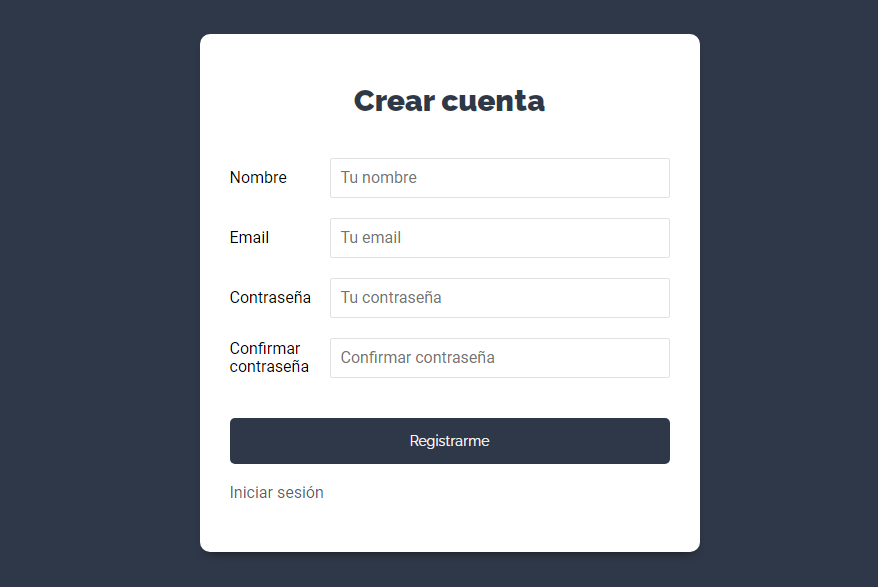 Crear cuenta
Nombre
Tu nombre
Email
Tu email
Contraseña
Tu contraseña
Confirmar
contraseña
Confirmar contraseña
Registrarme
Iniciar sesión